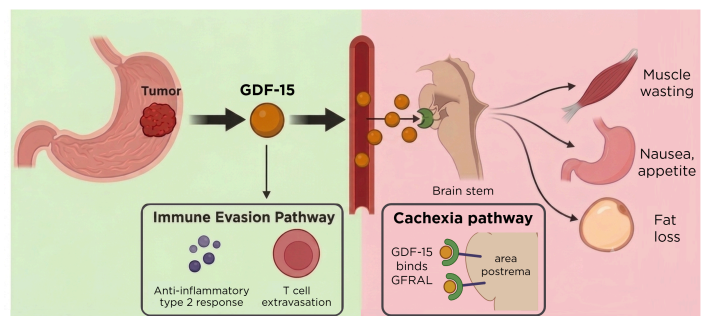 Tumor
GDF-15
Muscle
wasting
Nausea,
appetite
Fat
loss
Brain stem
Immune Evasion Pathway
Anti-inflammatory
type 2 response
T cell
extravasation
Cachexia pathway
GDF-15
binds
GFRAL
area
postrema